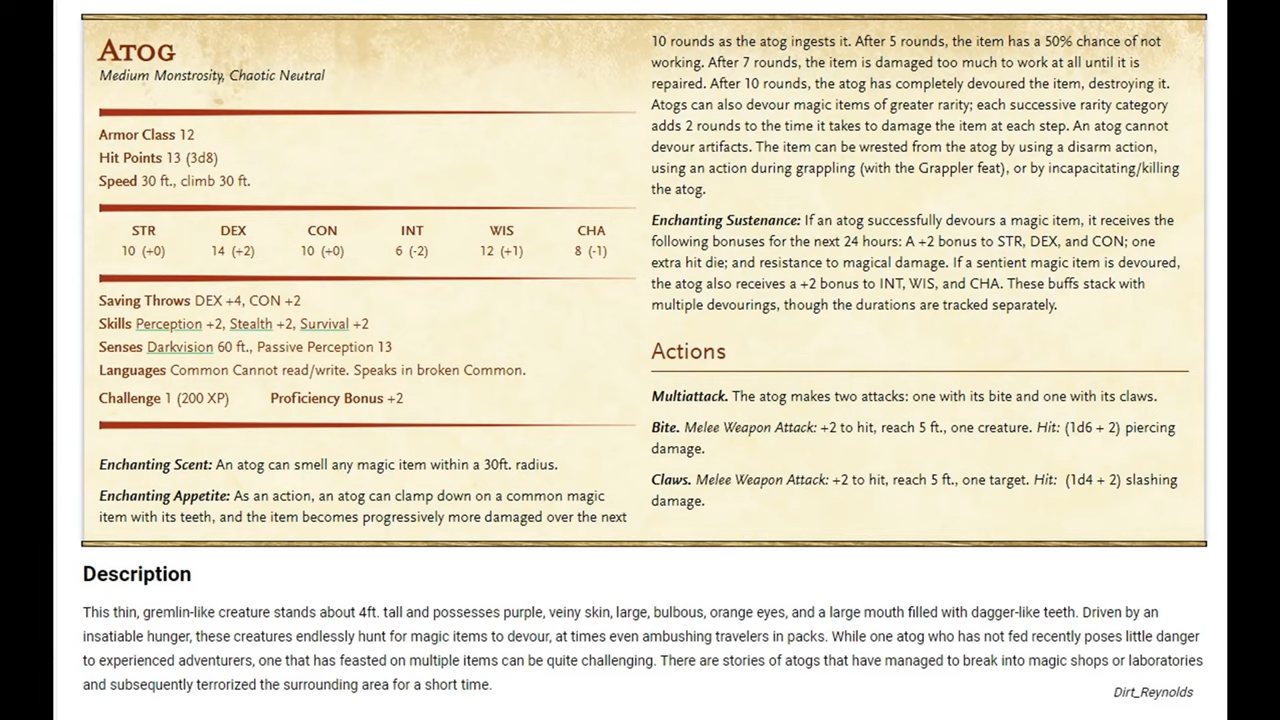 ATOG
Medium Monstrosity, Chaotic Neutral
Armor Class 12
Hit Points 13 (3d8)
Speed 30 ft., climb 30 ft.
STR DEX CON INT WIS CHA
10 (+0) 14 (+2) 10 (+0) 6 (-2) 12 (+1) 8 (-1)
Saving Throws DEX +4, CON +2
Skills Perception +2, Stealth +2, Survival +2
Senses Darkvision 60 ft., Passive Perception 13
Languages Common Cannot read/write. Speaks in broken Common.
Challenge 1 (200 XP) Proficiency Bonus +2
Enchanting Scent: An atog can smell any magic item within a 30ft. radius.
Enchanting Appetite: As an action, an atog can clamp down on a common magic
item with its teeth, and the item becomes progressively more damaged over the next
10 rounds as the atog ingests it. After 5 rounds, the item has a 50% chance of not
working. After 7 rounds, the item is damaged too much to work at all until it is
repaired. After 10 rounds, the atog has completely devoured the item, destroying it.
Atogs can also devour magic items of greater rarity; each successive rarity category
adds 2 rounds to the time it takes to damage the item at each step. An atog cannot
devour artifacts. The item can be wrested from the atog by using a disarm action,
using an action during grappling (with the Grappler feat), or by incapacitating/killing
the atog.
Enchanting Sustenance: If an atog successfully devours a magic item, it receives the
following bonuses for the next 24 hours: A +2 bonus to STR, DEX, and CON; one
extra hit die; and resistance to magical damage. If a sentient magic item is devoured,
the atog also receives a +2 bonus to INT, WIS, and CHA. These buffs stack with
multiple devourings, though the durations are tracked separately.
Actions
Multiattack. The atog makes two attacks: one with its bite and one with its claws.
Bite. Melee Weapon Attack: +2 to hit, reach 5 ft., one creature. Hit: (1d6 + 2) piercing
damage.
Claws. Melee Weapon Attack: +2 to hit, reach 5 ft., one target. Hit: (1d4 + 2) slashing
damage.
Description
This thin, gremlin-like creature stands about 4ft. tall and possesses purple, veiny skin, large, bulbous, orange eyes, and a large mouth filled with dagger-like teeth. Driven by an
insatiable hunger, these creatures endlessly hunt for magic items to devour, at times even ambushing travelers in packs. While one atog who has not fed recently poses little danger
to experienced adventurers, one that has feasted on multiple items can be quite challenging. There are stories of atogs that have managed to break into magic shops or laboratories
and subsequently terrorized the surrounding area for a short time.
Dirt_Reynolds